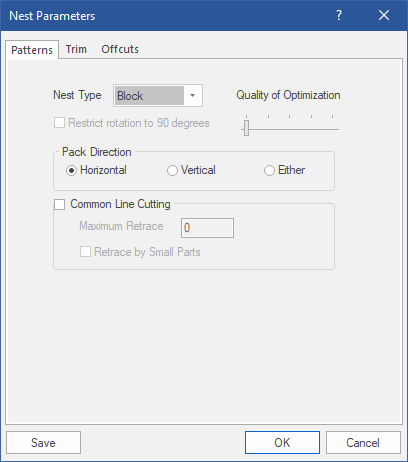 Nest Parameters
Patterns Trim Offcuts
Nest Type Block Quality of Optimization
Restrict rotation to 90 degrees
Pack Direction
Horizontal Vertical Either
Common Line Cutting
Maximum Retrace 0
Retrace by Small Parts
Save OK Cancel